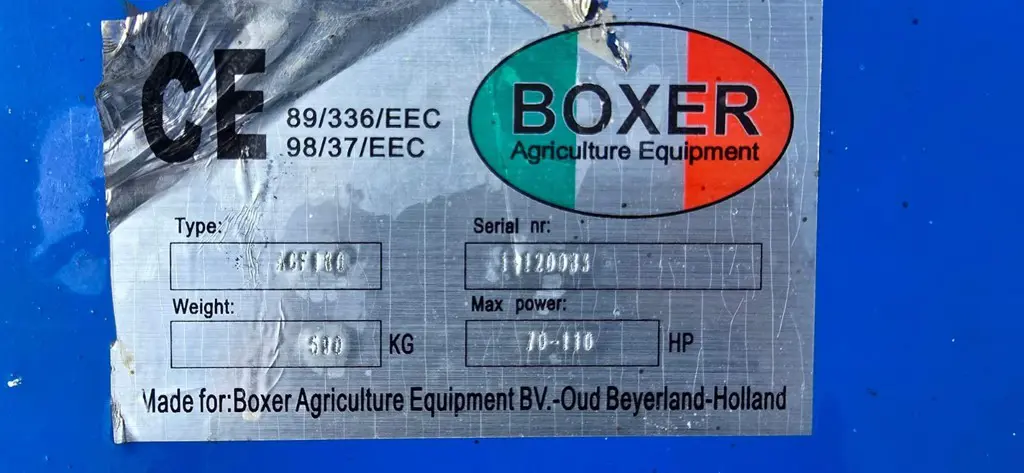 CE
89/336/EEC
98/37/EEC
BOXER
Agriculture Equipment
Type:
Serial nr:
Weight:
KG
Max power:
70-110
HP
Made for:Boxer Agriculture Equipment BV.-Oud Beyerland-Holland